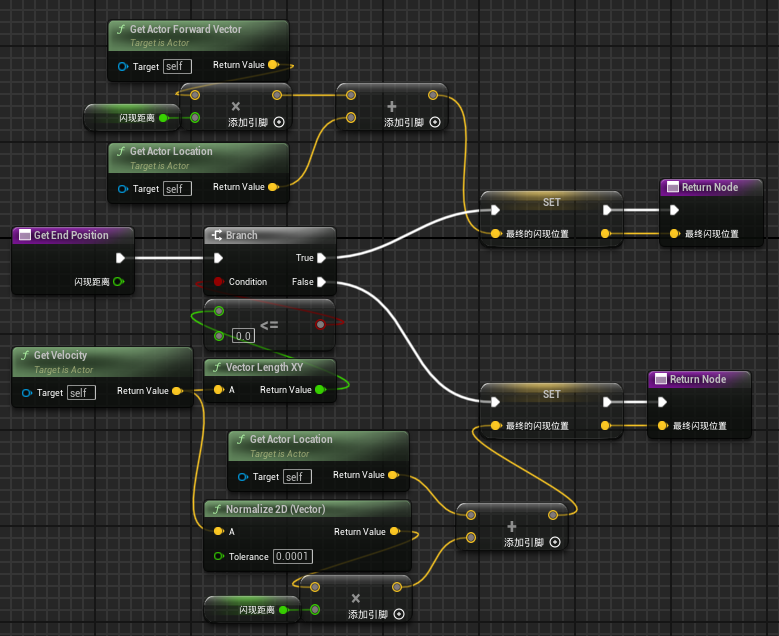 Get Actor Forward Vector
Target is Actor
Target self Return Value
×
+
闪现距离
添加引脚
添加引脚
Get Actor Location
Target is Actor
Target self Return Value
SET
最终的闪现位置
Return Node
最终闪现位置
Get End Position
闪现距离
Branch
True
Condition False
<=
0.0
Get Velocity
Target is Actor
Target self Return Value
Vector Length XY
A Return Value
SET
最终的闪现位置
Return Node
最终闪现位置
Get Actor Location
Target is Actor
Target self Return Value
Normalize 2D (Vector)
A Return Value
Tolerance 0.0001
+
添加引脚
×
闪现距离
添加引脚